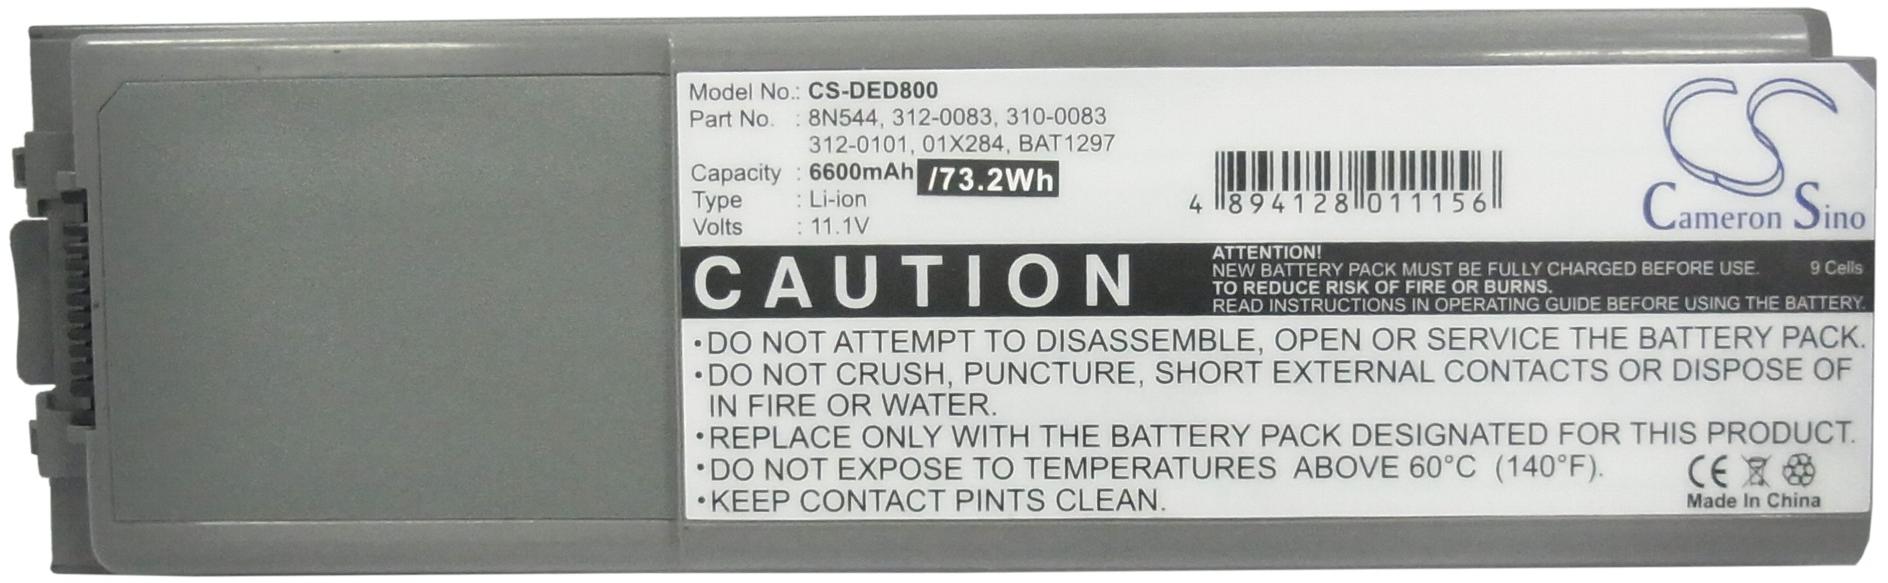 Model No.: CS-DED800
Part No. : 8N544, 312-0083, 310-0083
312-0101, 01X284, BAT1297
Capacity : 6600mAh /73.2Wh
Type : Li-ion
Volts : 11.1V
4 894128 011156
CS
Cameron Sino
CAUTION
ATTENTION!
NEW BATTERY PACK MUST BE FULLY CHARGED BEFORE USE. 9 Cells
TO REDUCE RISK OF FIRE OR BURNS.
READ INSTRUCTIONS IN OPERATING GUIDE BEFORE USING THE BATTERY.
•DO NOT ATTEMPT TO DISASSEMBLE, OPEN OR SERVICE THE BATTERY PACK.
•DO NOT CRUSH, PUNCTURE, SHORT EXTERNAL CONTACTS OR DISPOSE OF
IN FIRE OR WATER.
•REPLACE ONLY WITH THE BATTERY PACK DESIGNATED FOR THIS PRODUCT.
•DO NOT EXPOSE TO TEMPERATURES ABOVE 60°C (140°F).
•KEEP CONTACT PINTS CLEAN.
CE
Made In China